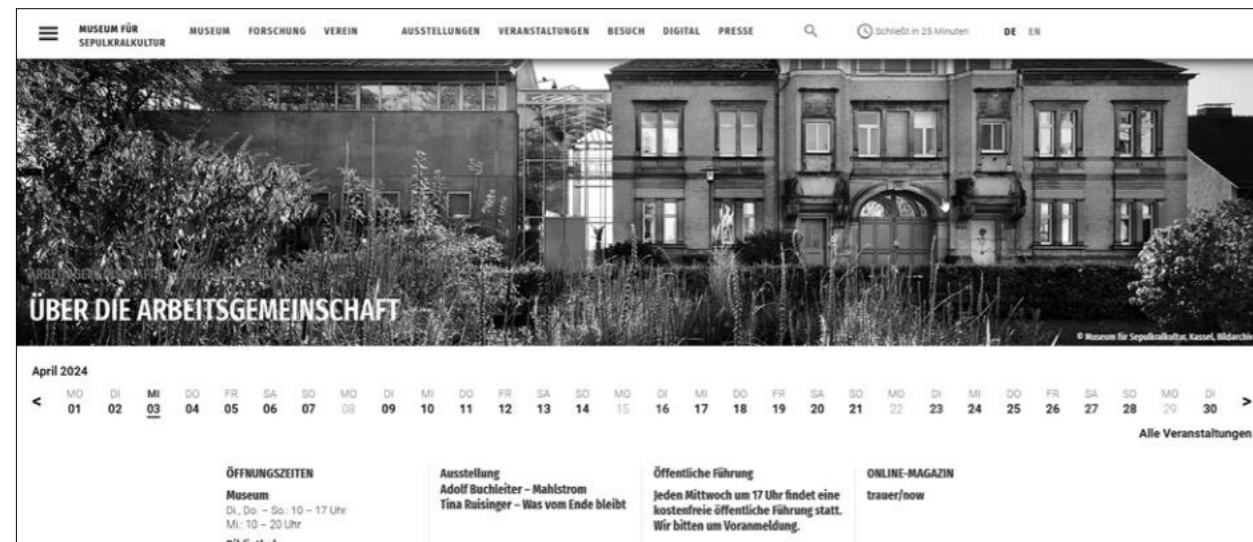 MUSEUM FÜR
SEPULKRALKULTUR
MUSEUM FORSCHUNG VEREIN AUSSTELLUNGEN VERANSTALTUNGEN BESUCH DIGITAL PRESSE Schließt in 25 Minuten DE EN
ÜBER DIE ARBEITSGEMEINSCHAFT
© Museum für Sepulkralkultur, Kassel, Bildarchiv
April 2024
MO DI MI DO FR SA SO MO DI MI DO FR SA SO MO DI MI DO FR SA SO MO DI MI DO FR SA SO MO DI
< 01 02 03 04 05 06 07 08 09 10 11 12 13 14 15 16 17 18 19 20 21 22 23 24 25 26 27 28 29 30 >
Alle Veranstaltungen
ÖFFNUNGSZEITEN
Museum
Di., Do. – So.: 10 – 17 Uhr
Mi.: 10 – 20 Uhr
Ausstellung
Adolf Buchleiter – Mahlstrom
Tina Ruisinger – Was vom Ende bleibt
Öffentliche Führung
Jeden Mittwoch um 17 Uhr findet eine
kostenfreie öffentliche Führung statt.
Wir bitten um Voranmeldung.
ONLINE-MAGAZIN
trauer/now